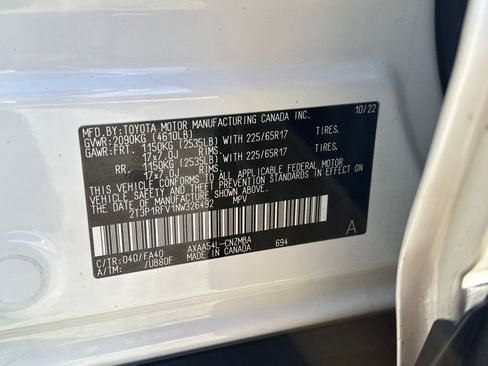 MFD.BY:TOYOTA MOTOR MANUFACTURING CANADA INC. 10/22
GVWR:2090KG (4610LB)
GAWR:FRT. 1150KG (2535LB) WITH 225/65R17 TIRES.
17x7.0J
RR. 1150KG (2535LB) WITH 225/65R17 TIRES.
17x7.0J
THIS VEHICLE CONFORMS TO ALL APPLICABLE FEDERAL MOTOR
VEHICLE SAFETY AND THEFT PREVENTION STANDARDS IN EFFECT ON
THE DATE OF MANUFACTURE SHOWN ABOVE.
2T3P1RFV1NW326492 MPV
A
C/TR:040/FA40 AXAA54L-CNZMBA 694
A/TM: /UB80F MADE IN CANADA